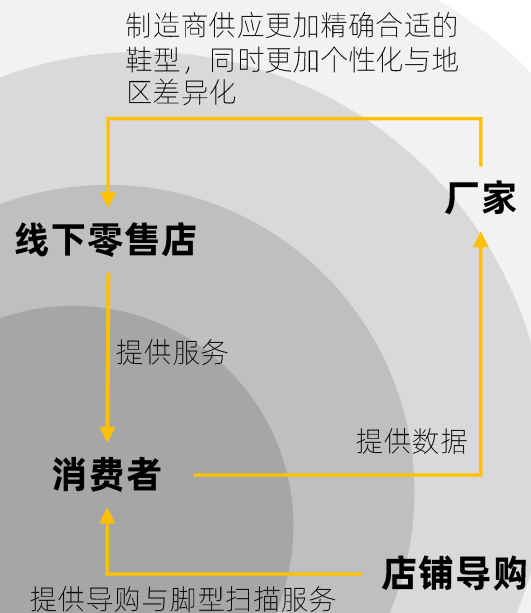 制造商供应更加精确合适的
鞋型，同时更加个性化与地
区差异化
厂家
线下零售店
提供服务
提供数据
消费者
店铺导购
提供导购与脚型扫描服务